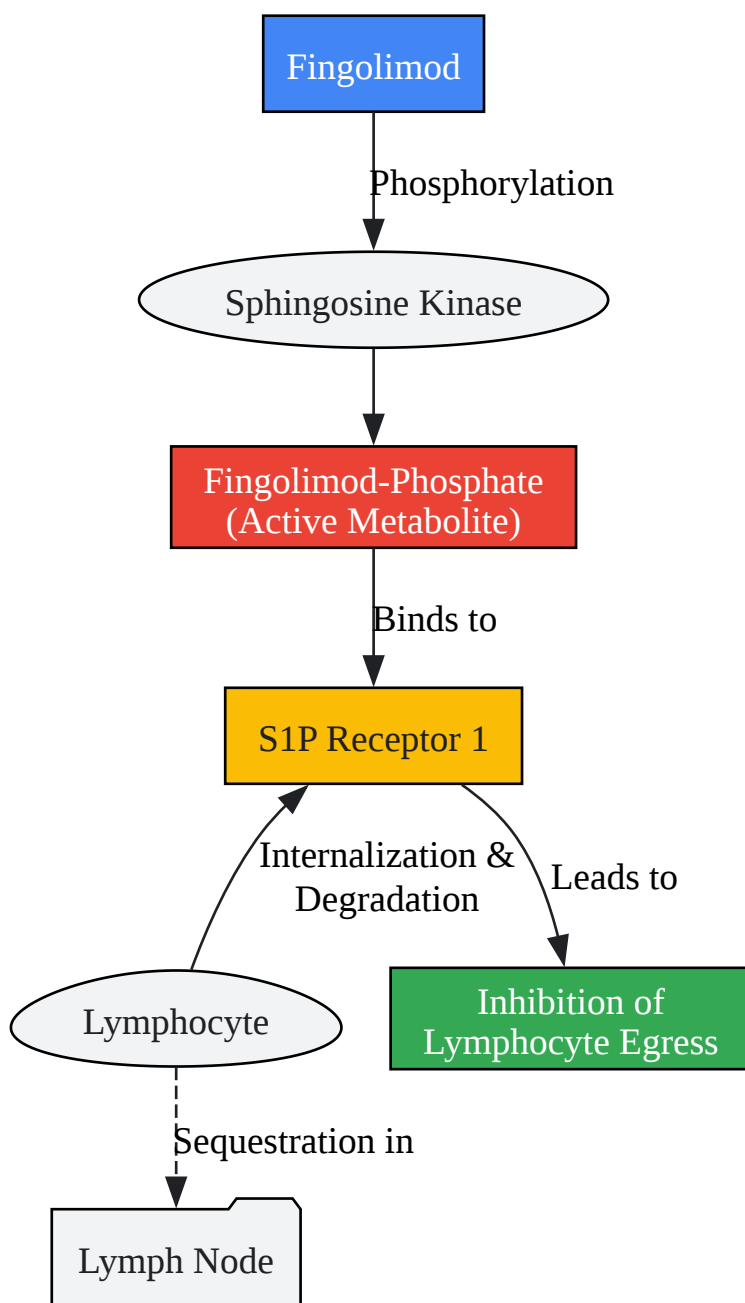 Fingolimod
Phosphorylation
Sphingosine Kinase
Fingolimod-Phosphate
(Active Metabolite)
Binds to
S1P Receptor 1
Internalization &
Degradation
Leads to
Lymphocyte
Inhibition of
Lymphocyte Egress
Sequestration in
Lymph Node